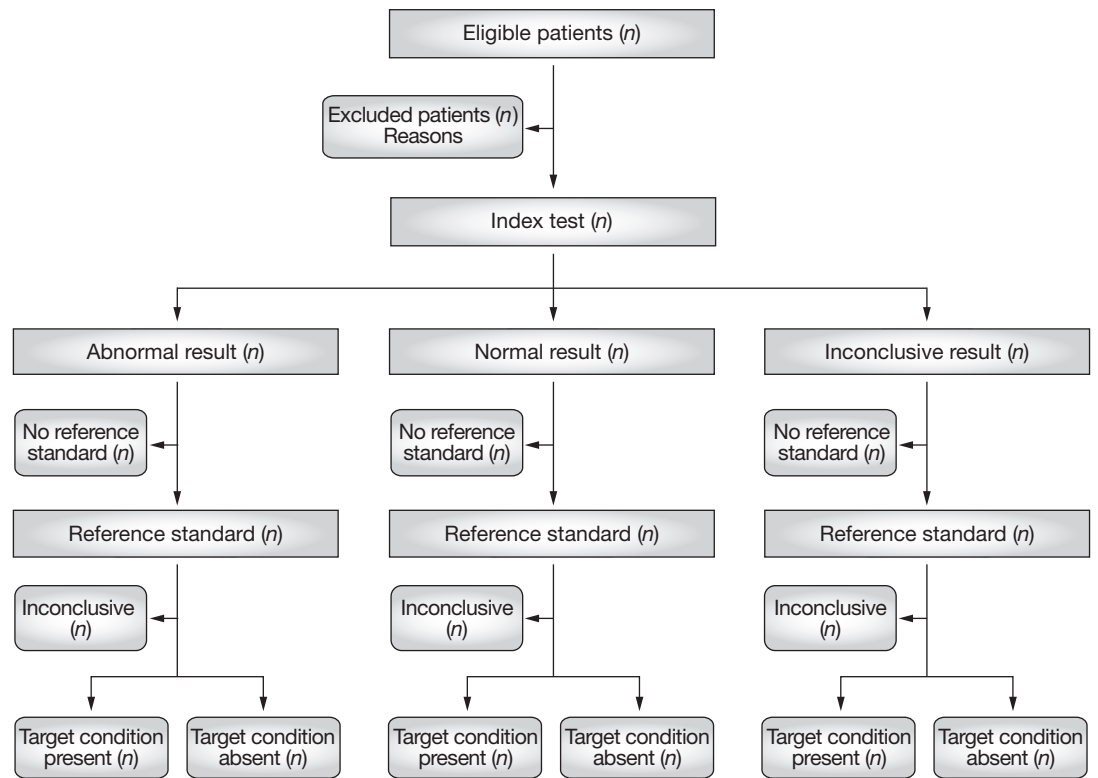 Eligible patients (n)
Excluded patients (n)
Reasons
Index test (n)
Abnormal result (n)
Normal result (n)
Inconclusive result (n)
No reference
standard (n)
No reference
standard (n)
No reference
standard (n)
Reference standard (n)
Reference standard (n)
Reference standard (n)
Inconclusive
(n)
Inconclusive
(n)
Inconclusive
(n)
Target condition
present (n)
Target condition
absent (n)
Target condition
present (n)
Target condition
absent (n)
Target condition
present (n)
Target condition
absent (n)